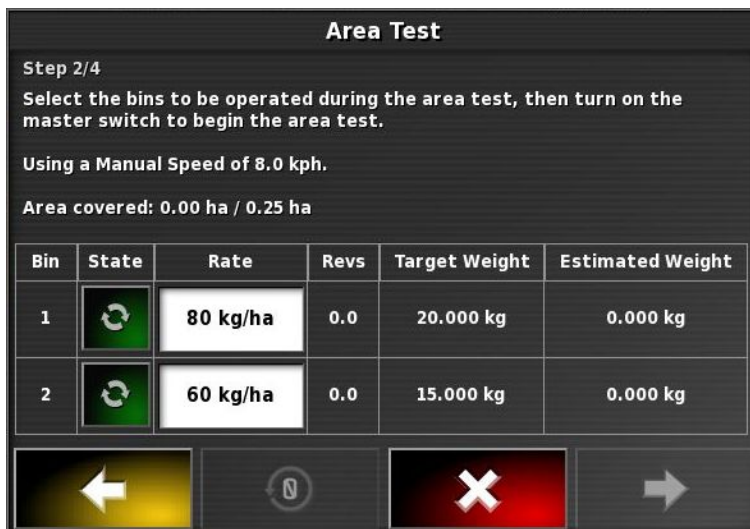 Area Test
Step 2/4
Select the bins to be operated during the area test, then turn on the
master switch to begin the area test.
Using a Manual Speed of 8.0 kph.
Area covered: 0.00 ha / 0.25 ha
Bin State Rate Revs Target Weight Estimated Weight
1 80 kg/ha 0.0 20.000 kg 0.000 kg
2 60 kg/ha 0.0 15.000 kg 0.000 kg
0